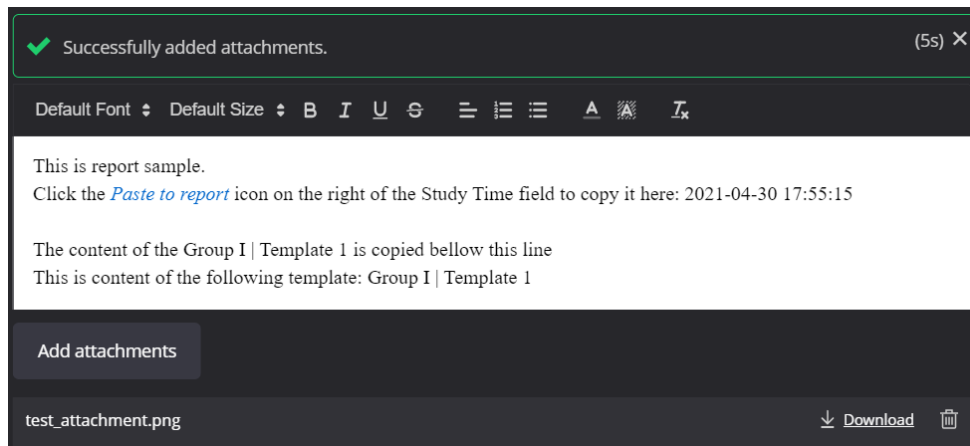 Successfully added attachments.
(5s)
Default Font Default Size B I U S A A Tx
This is report sample.
Click the Paste to report icon on the right of the Study Time field to copy it here: 2021-04-30 17:55:15
The content of the Group I | Template 1 is copied bellow this line
This is content of the following template: Group I | Template 1
Add attachments
test_attachment.png
Download